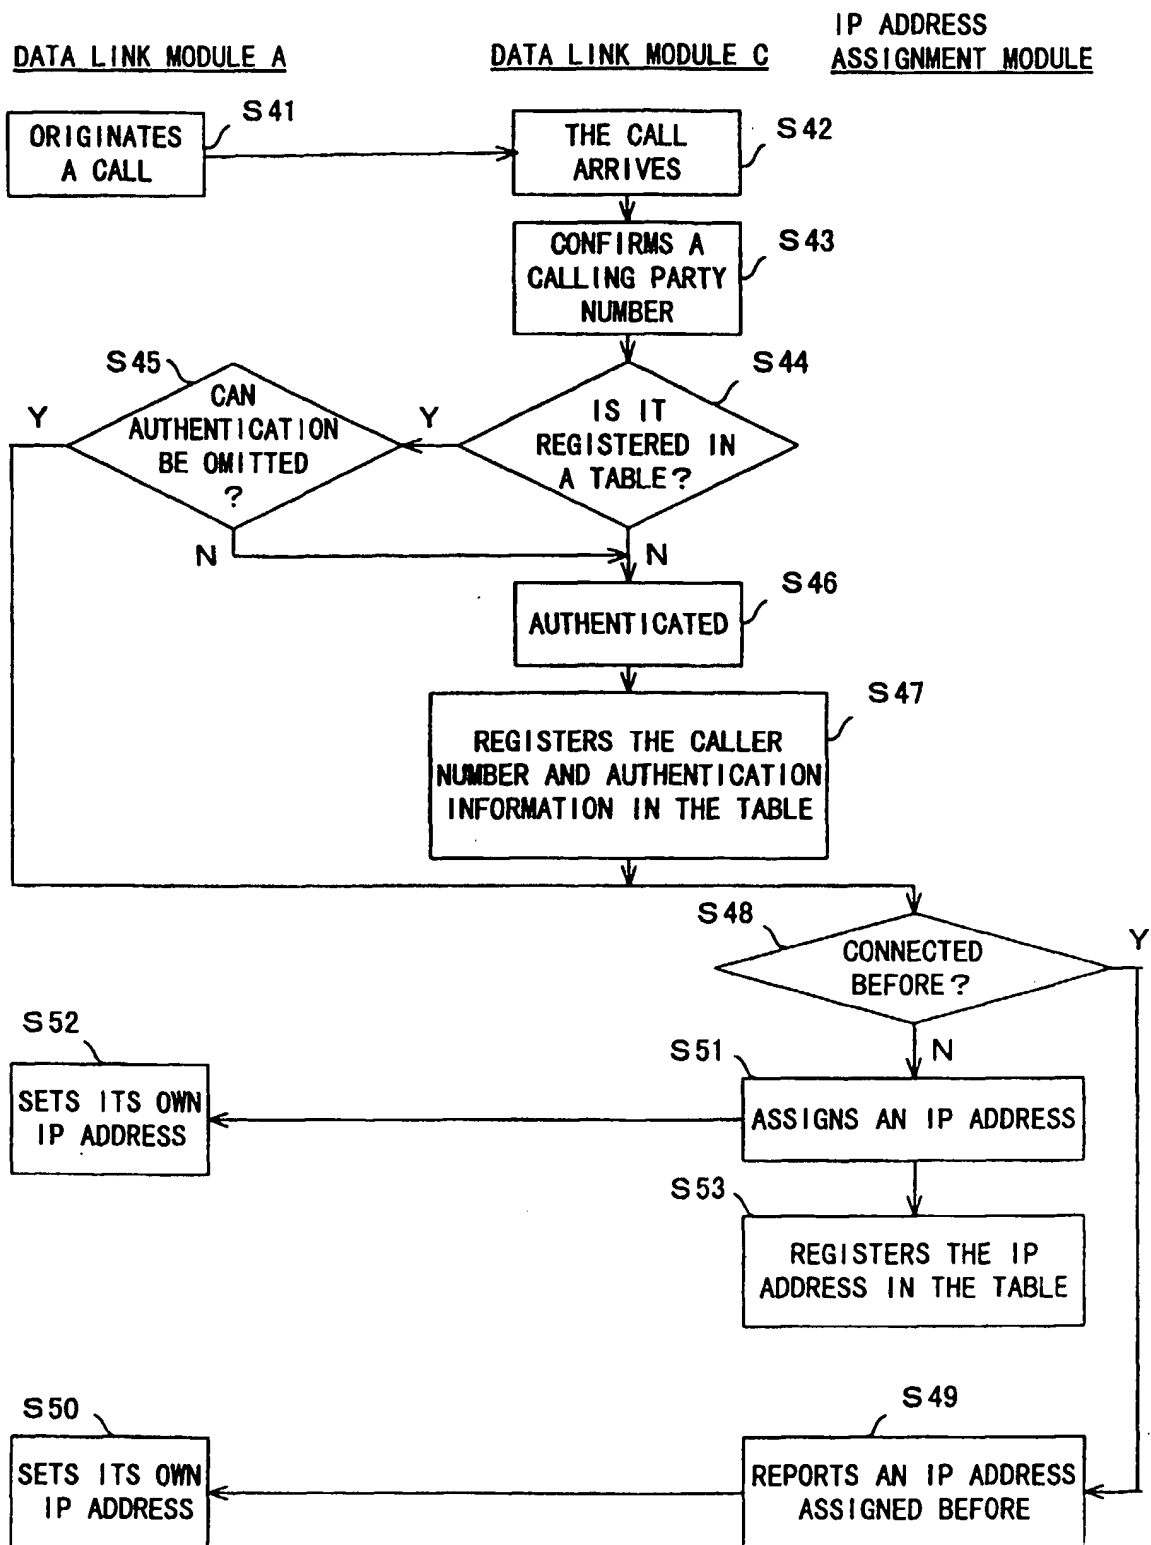 DATA LINK MODULE A
DATA LINK MODULE C
IP ADDRESS
ASSIGNMENT MODULE
S41
ORIGINATES
A CALL
S42
THE CALL
ARRIVES
S43
CONFIRMS A
CALLING PARTY
NUMBER
S44
IS IT
REGISTERED IN
A TABLE?
Y
N
S45
CAN
AUTHENTICATION
BE OMITTED
?
Y
N
S46
AUTHENTICATED
S47
REGISTERS THE CALLER
NUMBER AND AUTHENTICATION
INFORMATION IN THE TABLE
S48
CONNECTED
BEFORE?
Y
N
S51
ASSIGNS AN IP ADDRESS
S52
SETS ITS OWN
IP ADDRESS
S53
REGISTERS THE IP
ADDRESS IN THE TABLE
S49
REPORTS AN IP ADDRESS
ASSIGNED BEFORE
S50
SETS ITS OWN
IP ADDRESS